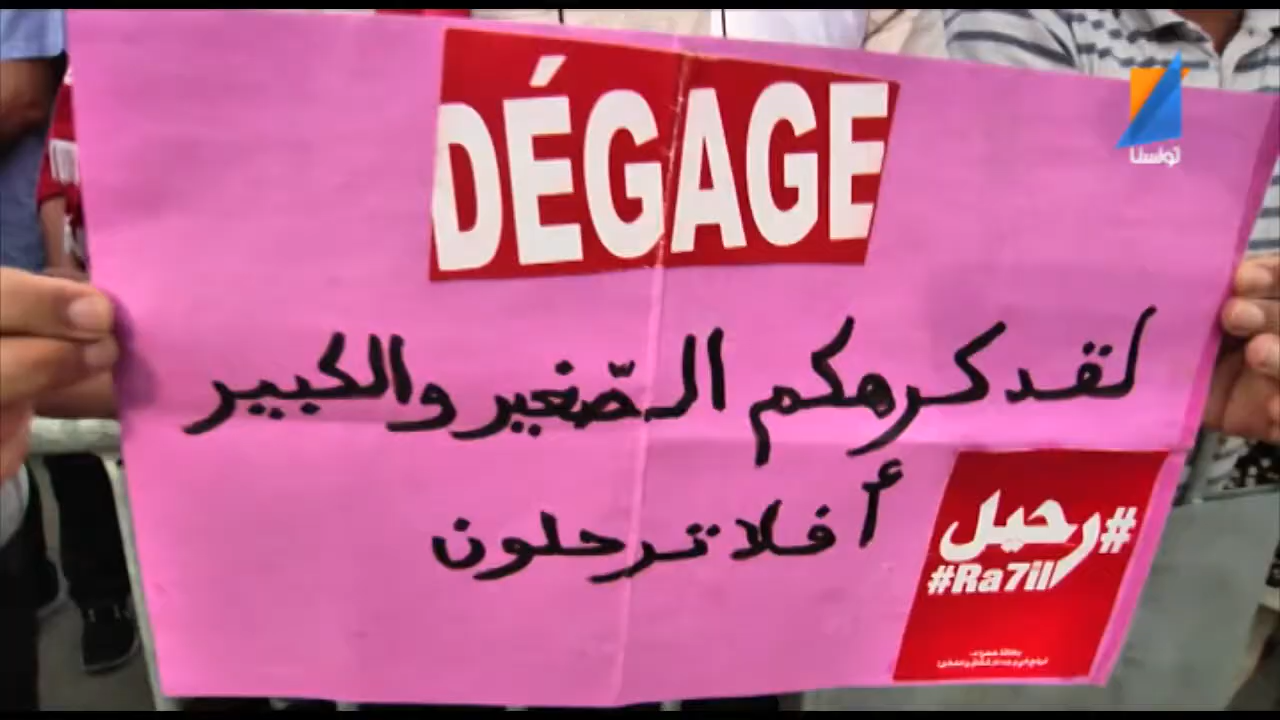 DÉGAGE
تونسنا
لقد كرهكم الصّغير والكبير
أفلا ترحلون
#رحيل
#Ra7il